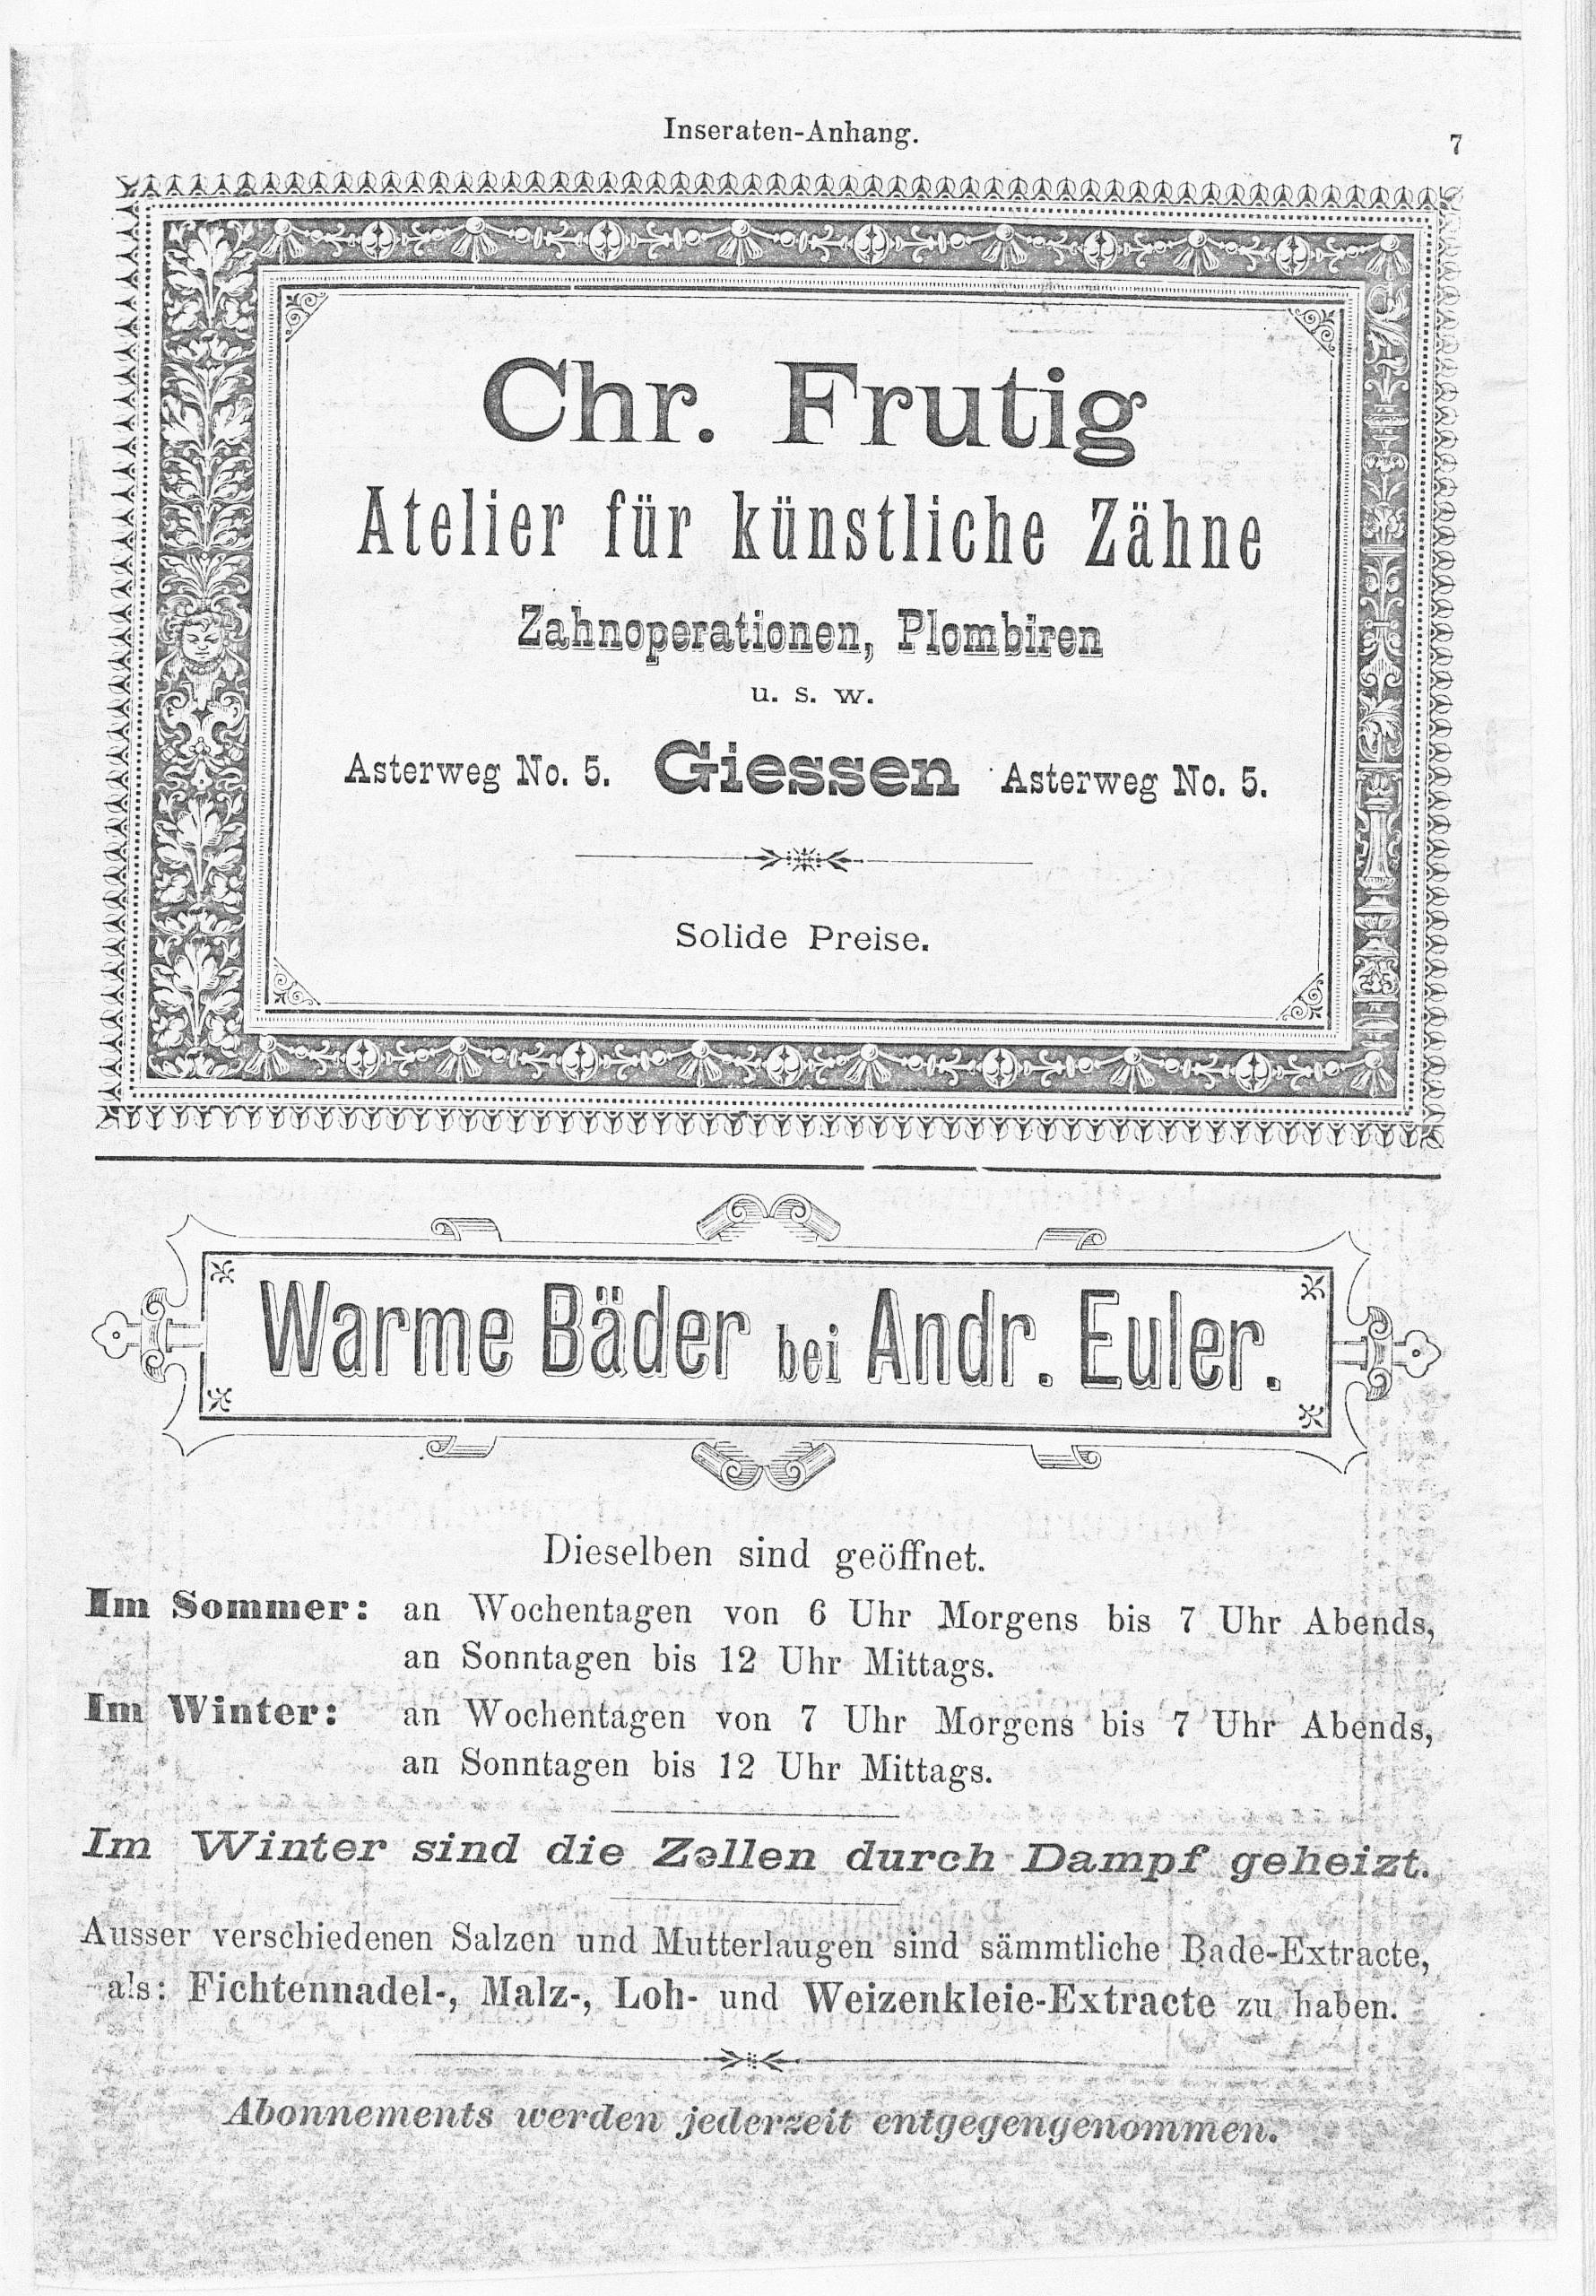 Inseraten-Anhang.
7
Chr. Frutig
Atelier für künstliche Zähne
Zahnoperationen, Plombiren
u. s. w.
Asterweg No. 5. Giessen Asterweg No. 5.
Solide Preise.
Warme Bäder bei Andr. Euler.
Dieselben sind geöffnet.
Im Sommer: an Wochentagen von 6 Uhr Morgens bis 7 Uhr Abends,
an Sonntagen bis 12 Uhr Mittags.
Im Winter: an Wochentagen von 7 Uhr Morgens bis 7 Uhr Abends,
an Sonntagen bis 12 Uhr Mittags.
Im Winter sind die Zellen durch Dampf geheizt.
Ausser verschiedenen Salzen und Mutterlaugen sind sämmtliche Bade-Extracte,
als: Fichtennadel-, Malz-, Loh- und Weizenkleie-Extracte zu haben.
Abonnements werden jederzeit entgegengenommen.